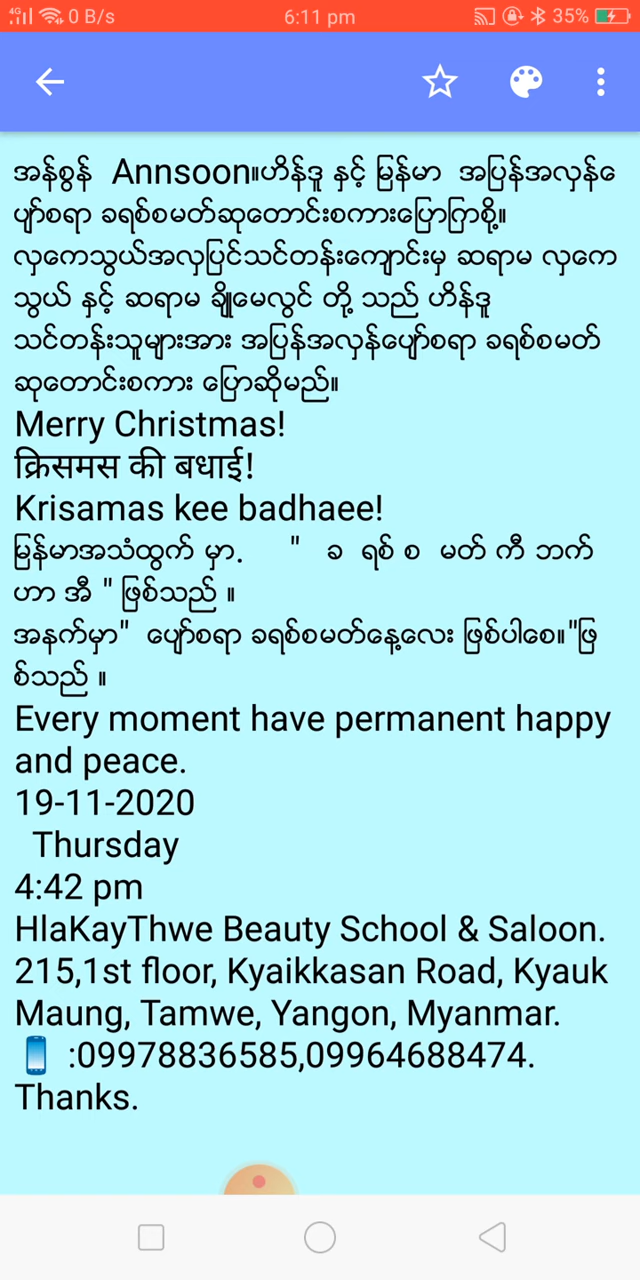 4G 0 B/s 6:11 pm 35%
အန်စွန် Annsoon။ဟိန်ဒူ နှင့် မြန်မာ အပြန်အလှန်ပေ
ျာ်စရာ ခရစ်စမတ်ဆုတောင်းစကားပြောကြစို့။
လှကေသွယ်အလှပြင်သင်တန်းကျောင်းမှ ဆရာမ လှကေ
သွယ် နှင့် ဆရာမ ချိုမေလွင် တို့ သည် ဟိန်ဒူ
သင်တန်းသူများအား အပြန်အလှန်ပျော်စရာ ခရစ်စမတ်
ဆုတောင်းစကား ပြောဆိုမည်။
Merry Christmas!
क्रिसमस की बधाई!
Krisamas kee badhaee!
မြန်မာအသံထွက် မှာ. " ခ ရစ် စ မတ် ကီ ဘက်
ဟာ အီ " ဖြစ်သည် ။
အနက်မှာ" ပျော်စရာ ခရစ်စမတ်နေ့လေး ဖြစ်ပါစေ။"ဖြ
စ်သည် ။
Every moment have permanent happy
and peace.
19-11-2020
Thursday
4:42 pm
HlaKayThwe Beauty School & Saloon.
215,1st floor, Kyaikkasan Road, Kyauk
Maung, Tamwe, Yangon, Myanmar.
:09978836585,09964688474.
Thanks.